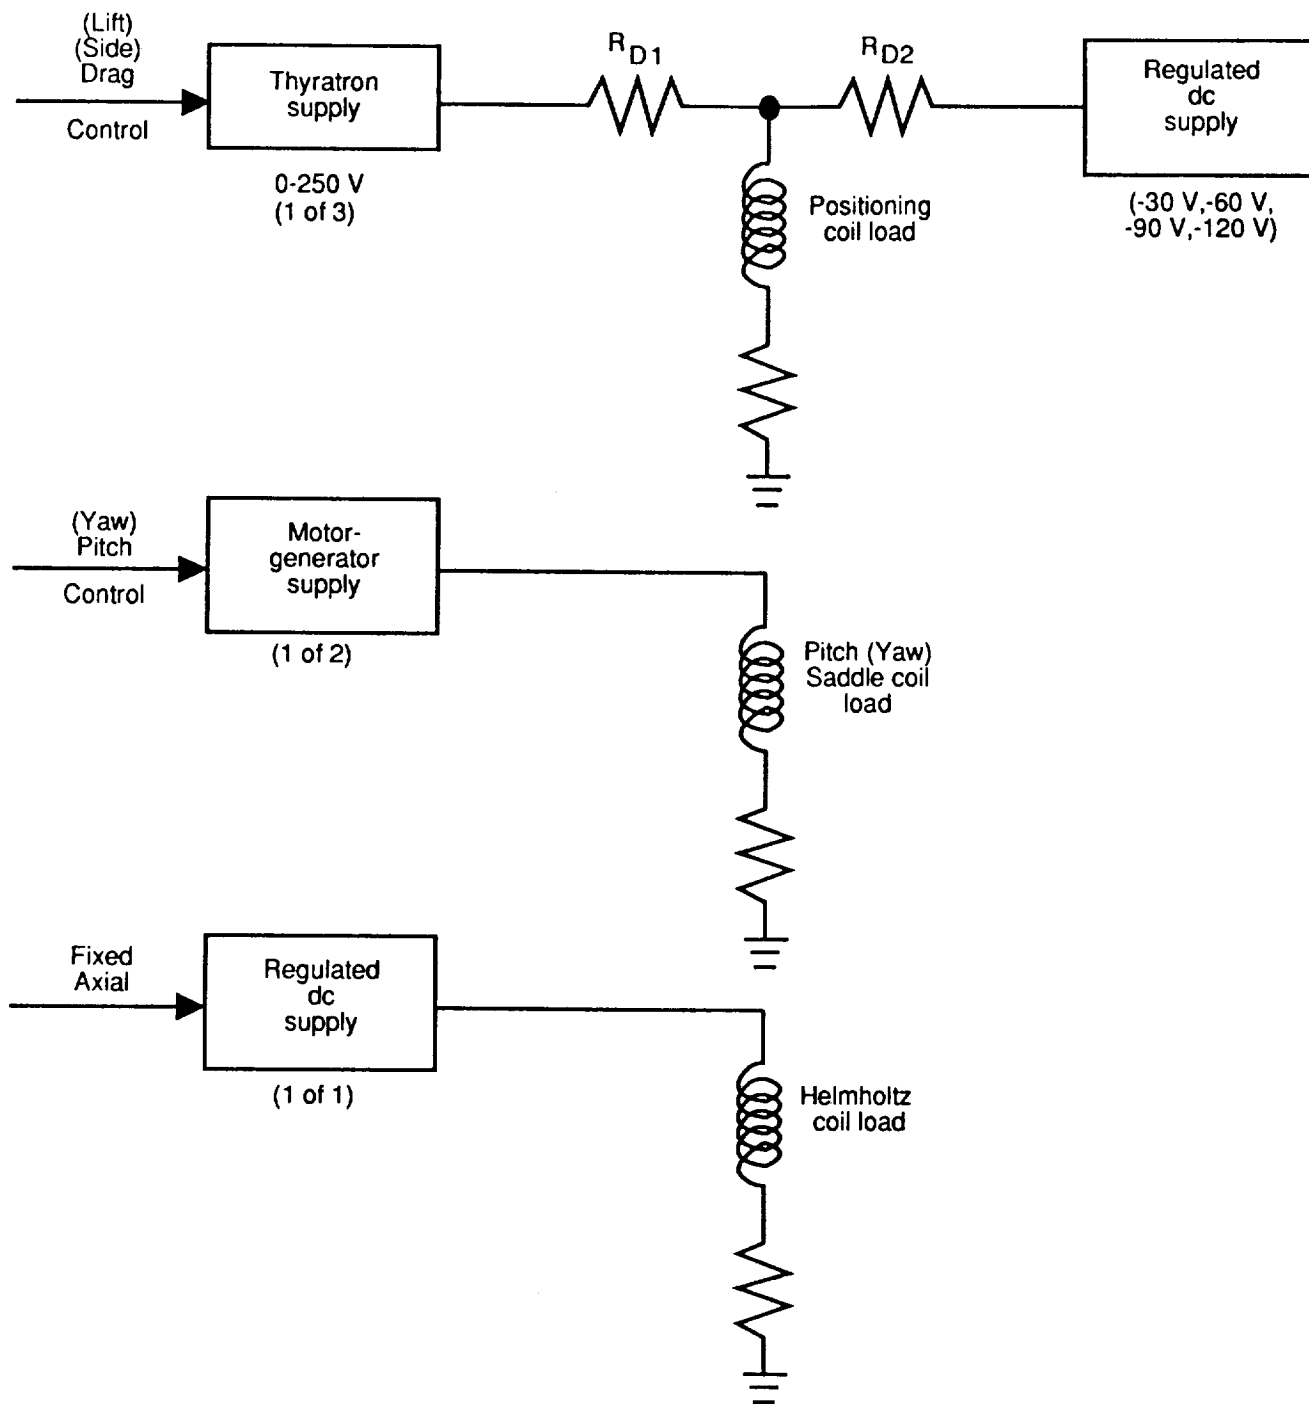 (Lift)
(Side)
Drag
Control
Thyratron
supply
0-250 V
(1 of 3)
RD1
RD2
Regulated
dc
supply
(-30 V,-60 V,
-90 V,-120 V)
Positioning
coil load
(Yaw)
Pitch
Control
Motor-
generator
supply
(1 of 2)
Pitch (Yaw)
Saddle coil
load
Fixed
Axial
Regulated
dc
supply
(1 of 1)
Helmholtz
coil load